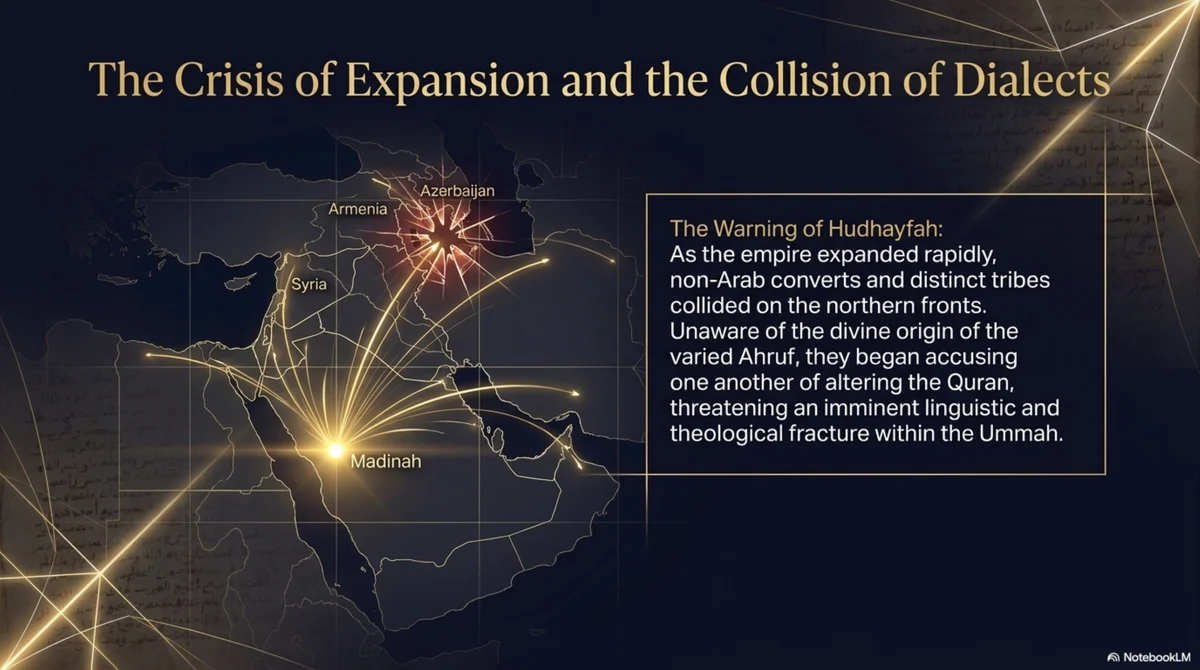 The Crisis of Expansion and the Collision of Dialects
Azerbaijan
Armenia
Syria
Madinah
The Warning of Hudhayfah:
As the empire expanded rapidly,
non-Arab converts and distinct tribes
collided on the northern fronts.
Unaware of the divine origin of the
varied Ahruf, they began accusing
one another of altering the Quran,
threatening an imminent linguistic and
theological fracture within the Ummah.
NotebookLM